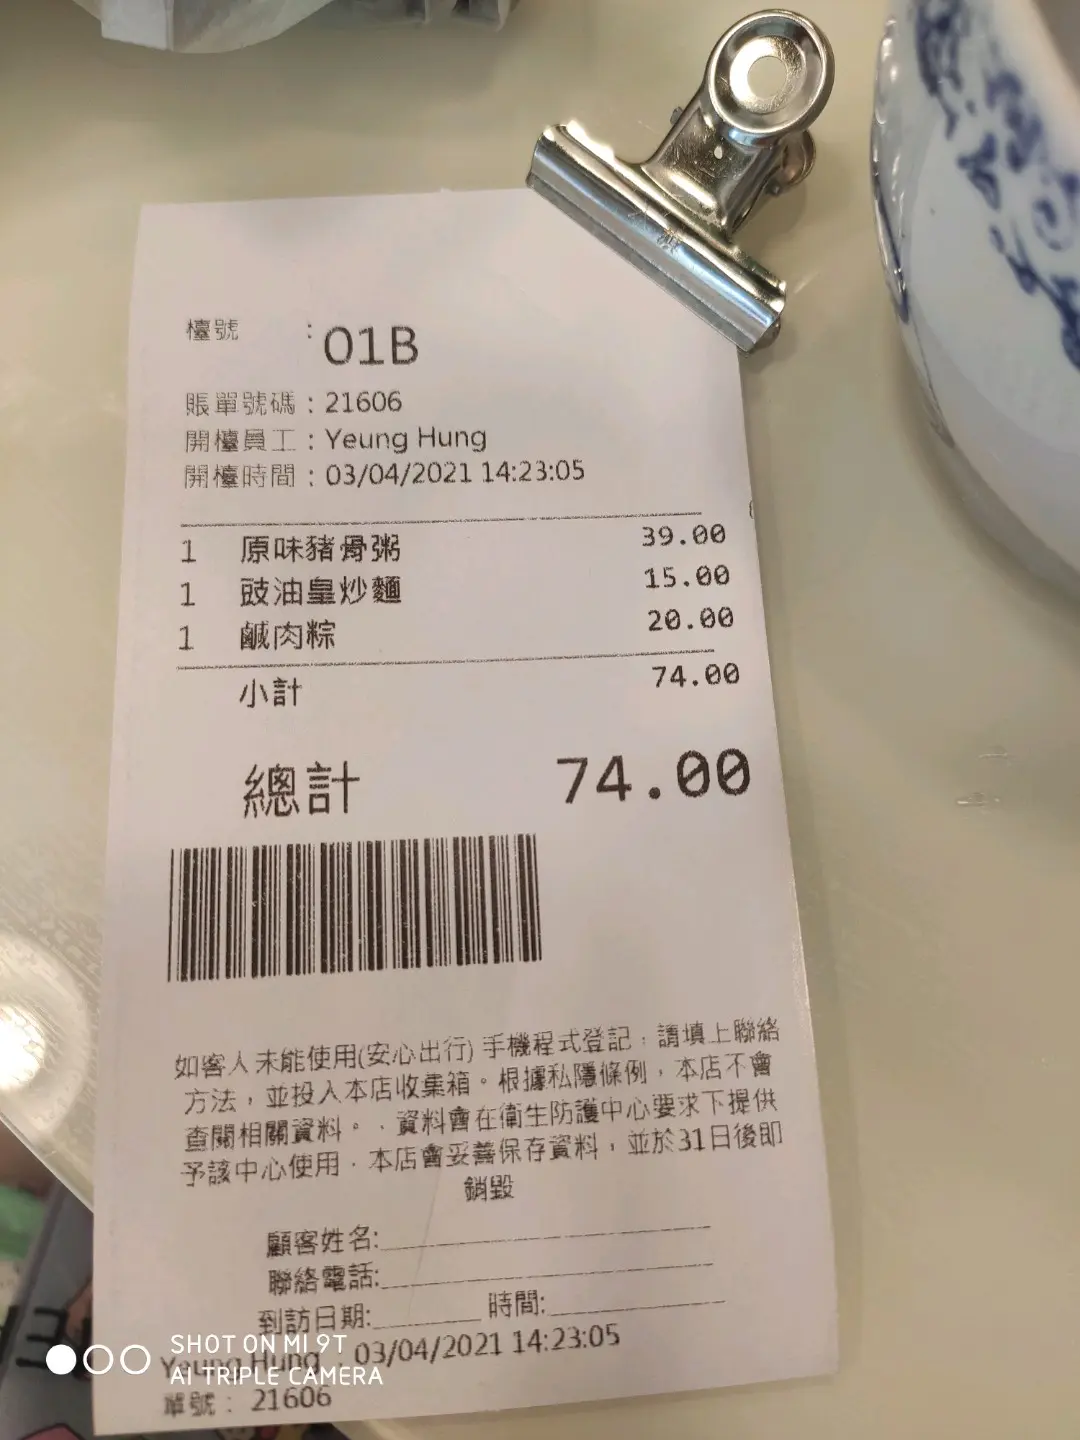 檯號 : 01B
賬單號碼 : 21606
開檯員工 : Yeung Hung
開檯時間 : 03/04/2021 14:23:05
1 原味豬骨粥 39.00
1 豉油皇炒麵 15.00
1 鹹肉粽 20.00
小計 74.00
總計 74.00
如客人未能使用(安心出行) 手機程式登記，請填上聯絡
方法，並投入本店收集箱。根據私隱條例，本店不會
查閱相關資料。．資料會在衛生防護中心要求下提供
予該中心使用．本店會妥善保存資料，並於31日後即
銷毀
顧客姓名:
聯絡電話:
到訪日期: 時間:
Yeung Hung : 03/04/2021 14:23:05
單號 : 21606
SHOT ON MI 9T
AI TRIPLE CAMERA